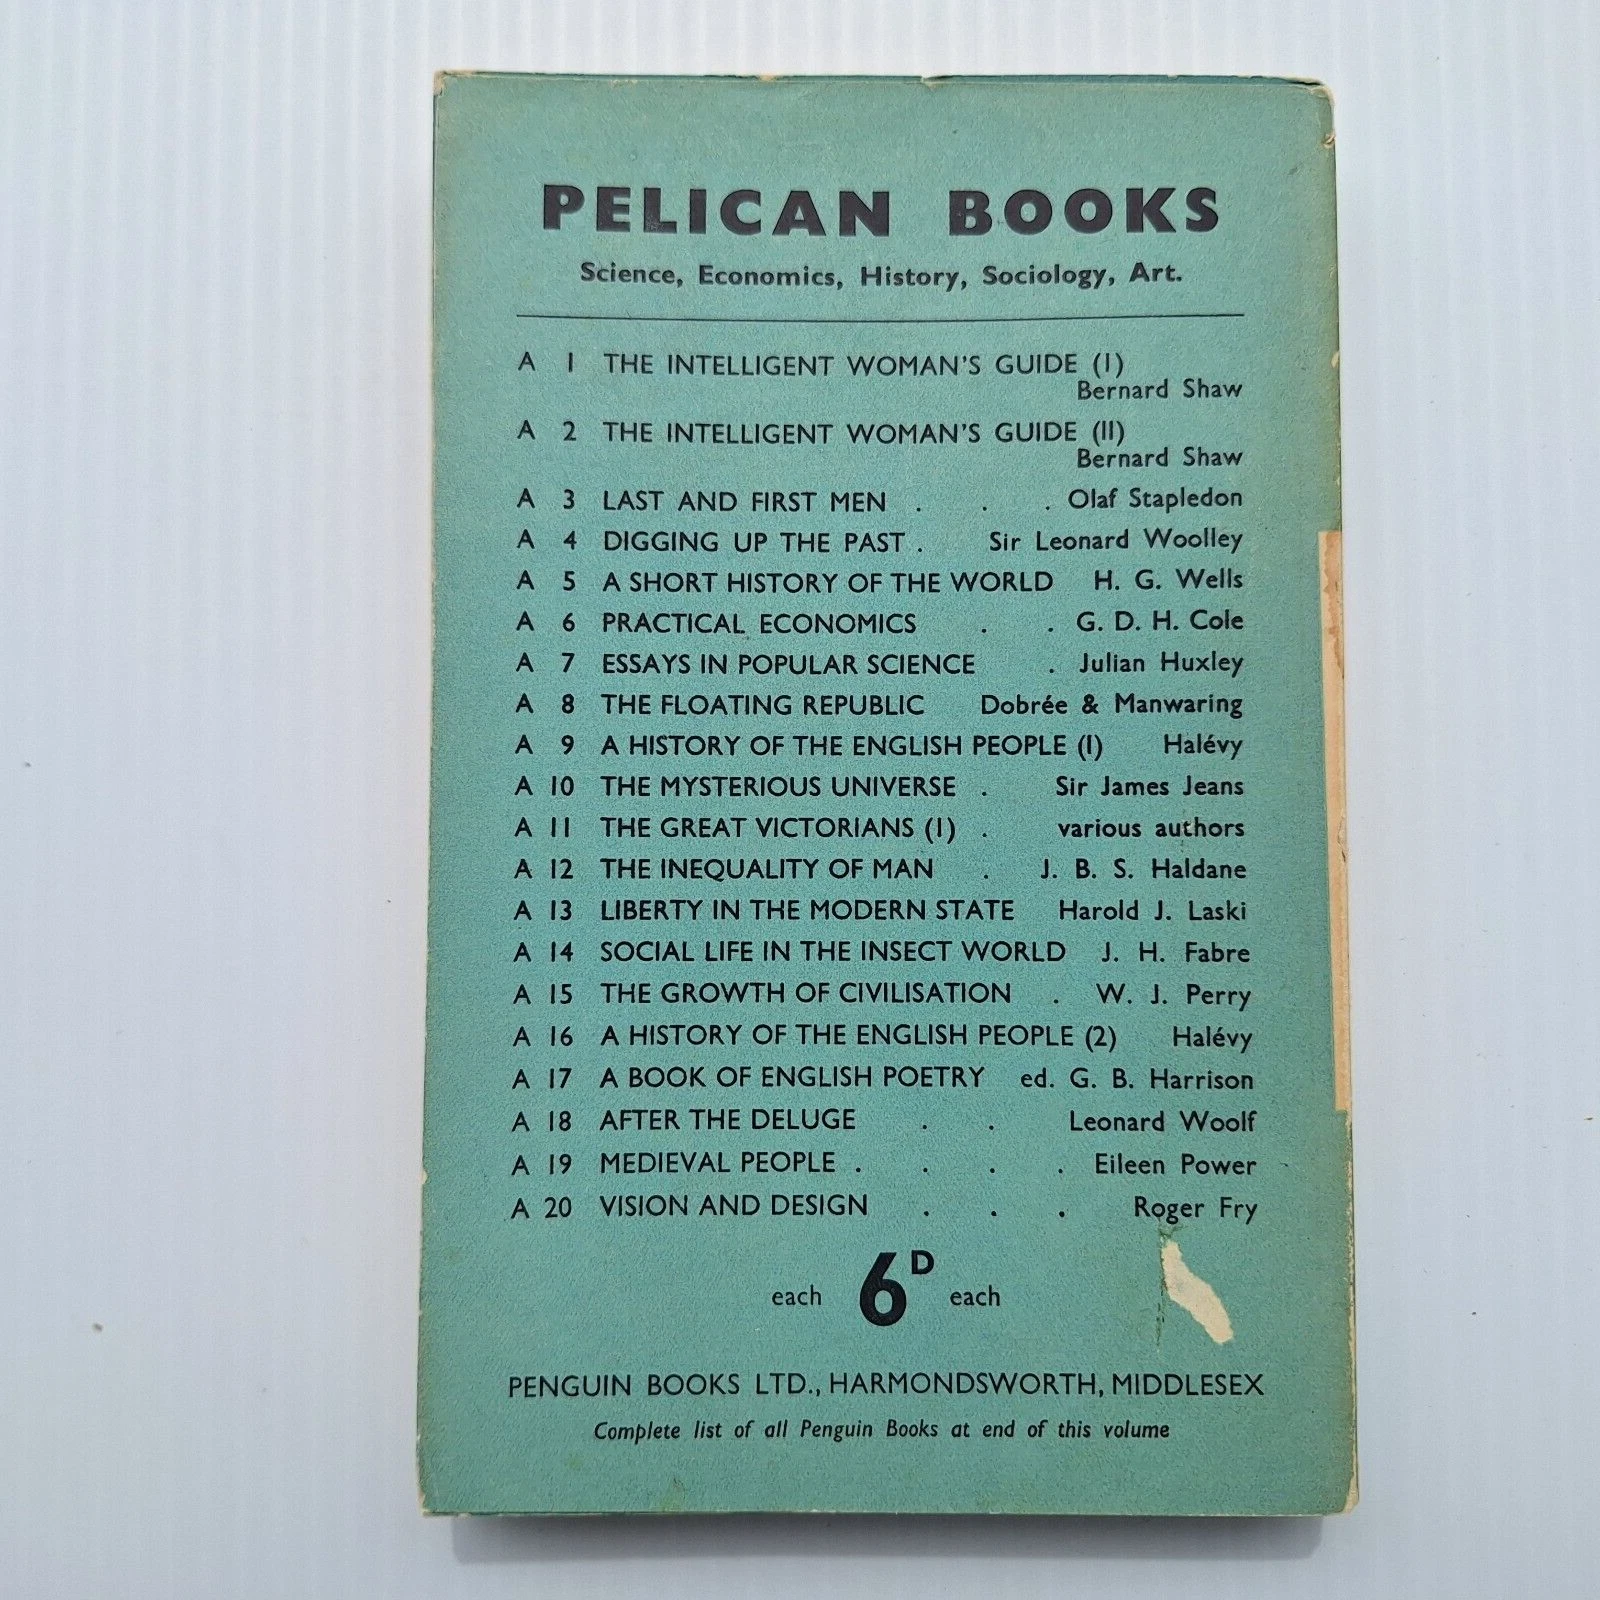 PELICAN BOOKS
Science, Economics, History, Sociology, Art.
A 1 THE INTELLIGENT WOMAN'S GUIDE (I)
Bernard Shaw
A 2 THE INTELLIGENT WOMAN'S GUIDE (II)
Bernard Shaw
A 3 LAST AND FIRST MEN . . . Olaf Stapledon
A 4 DIGGING UP THE PAST . Sir Leonard Woolley
A 5 A SHORT HISTORY OF THE WORLD H. G. Wells
A 6 PRACTICAL ECONOMICS . . G. D. H. Cole
A 7 ESSAYS IN POPULAR SCIENCE . Julian Huxley
A 8 THE FLOATING REPUBLIC Dobrée & Manwaring
A 9 A HISTORY OF THE ENGLISH PEOPLE (I) Halévy
A 10 THE MYSTERIOUS UNIVERSE . Sir James Jeans
A 11 THE GREAT VICTORIANS (1) . various authors
A 12 THE INEQUALITY OF MAN . J. B. S. Haldane
A 13 LIBERTY IN THE MODERN STATE Harold J. Laski
A 14 SOCIAL LIFE IN THE INSECT WORLD J. H. Fabre
A 15 THE GROWTH OF CIVILISATION . W. J. Perry
A 16 A HISTORY OF THE ENGLISH PEOPLE (2) Halévy
A 17 A BOOK OF ENGLISH POETRY ed. G. B. Harrison
A 18 AFTER THE DELUGE . . Leonard Woolf
A 19 MEDIEVAL PEOPLE . . . . Eileen Power
A 20 VISION AND DESIGN . . . Roger Fry
each 6D each
PENGUIN BOOKS LTD., HARMONDSWORTH, MIDDLESEX
Complete list of all Penguin Books at end of this volume